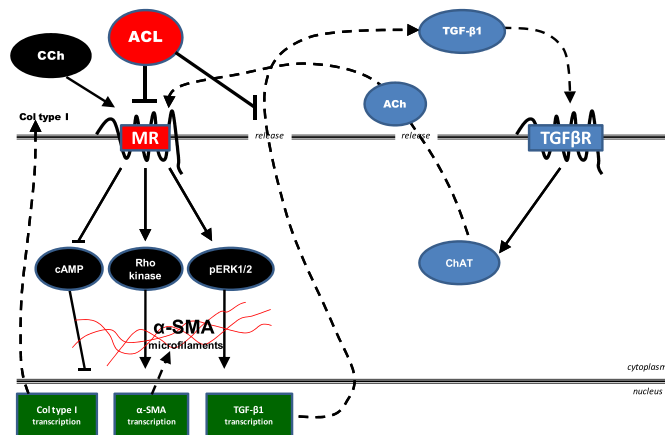 ACL
TGF-β1
CCh
ACh
Col type I
MR
release
release
TGFβR
cAMP
Rho
kinase
pERK1/2
ChAT
α-SMA
microfilaments
cytoplasm
nucleus
Col type I
transcription
α-SMA
transcription
TGF-β1
transcription